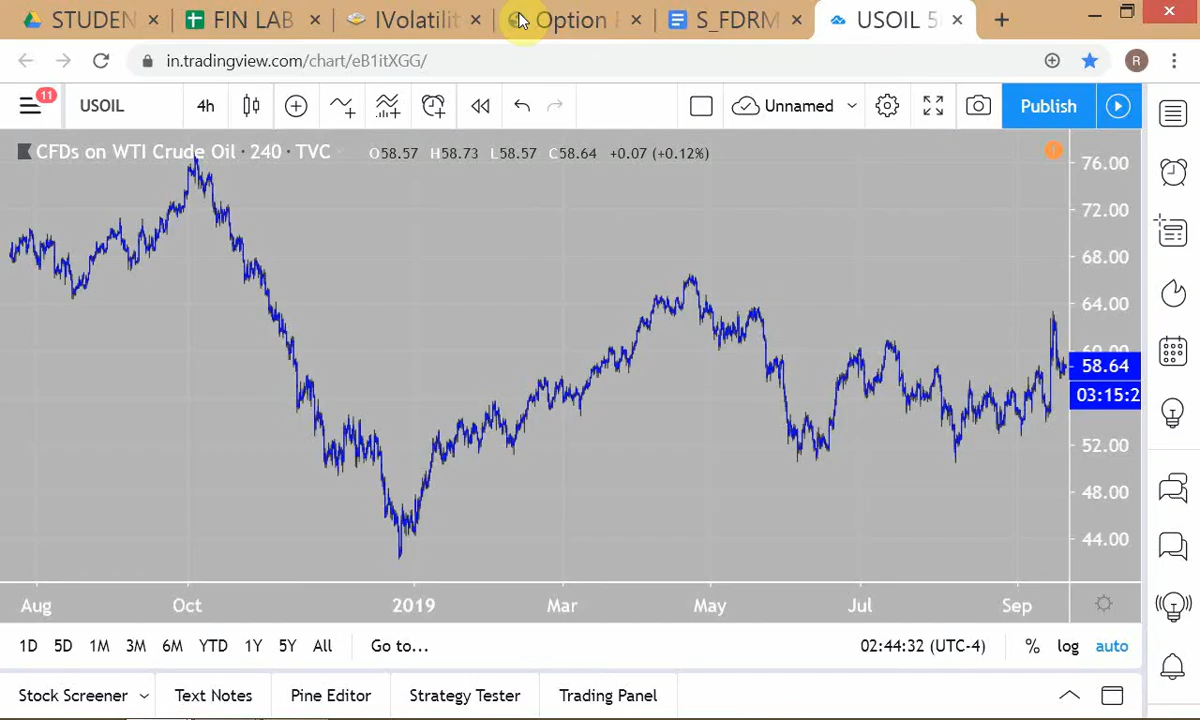 STUDEN FIN LAB IVolatilit Option S_FDRM USOIL 5
in.tradingview.com/chart/eB1itXGG/ R
11 USOIL 4h Unnamed Publish
CFDs on WTI Crude Oil · 240 · TVC O58.57 H58.73 L58.57 C58.64 +0.07 (+0.12%)
76.00
72.00
68.00
64.00
60.00
58.64
03:15:2
52.00
48.00
44.00
Aug Oct 2019 Mar May Jul Sep
1D 5D 1M 3M 6M YTD 1Y 5Y All Go to... 02:44:32 (UTC-4) % log auto
Stock Screener Text Notes Pine Editor Strategy Tester Trading Panel